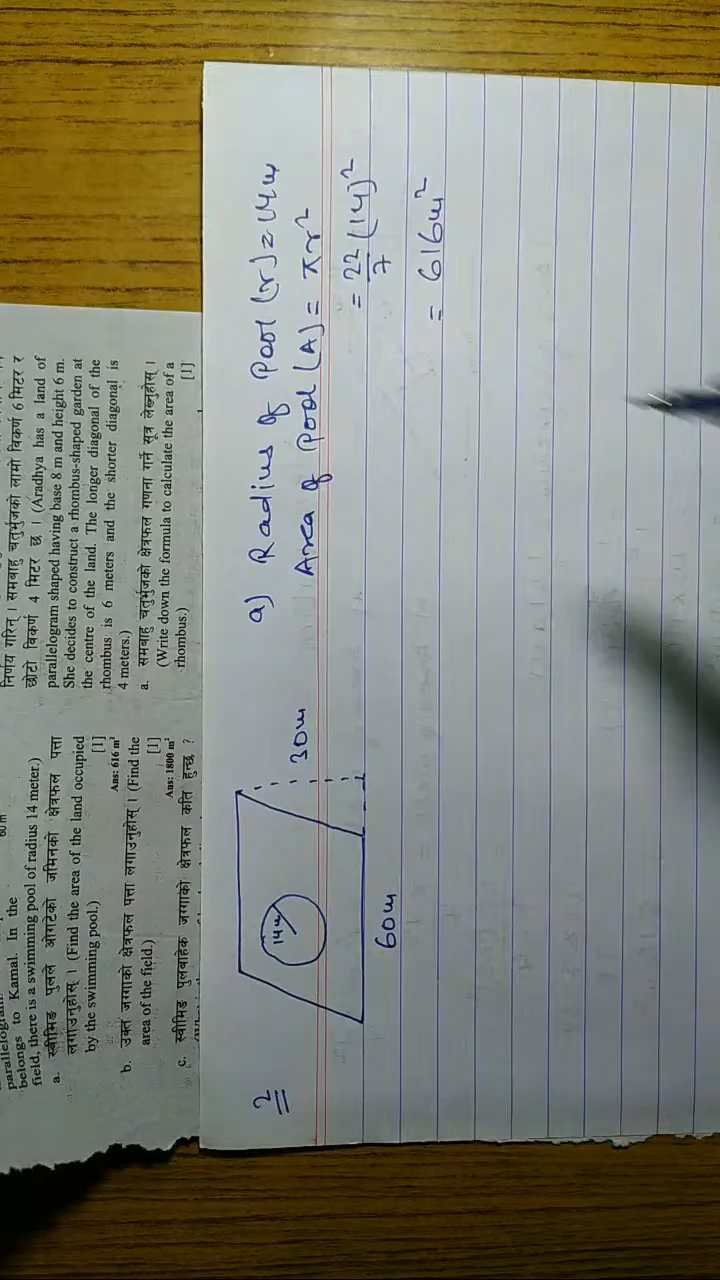 60m
parallelogram
belongs to Kamal. In the
field, there is a swimming pool of radius 14 meter.)
a. स्वीमिङ पुलले ओगटेको जमिनको क्षेत्रफल पत्ता
लगाउनुहोस् । (Find the area of the land occupied
by the swimming pool.) [1]
Ans: 616 m²
b. उक्त जग्गाको क्षेत्रफल पत्ता लगाउनुहोस् । (Find the
area of the field.) [1]
Ans: 1800 m²
c. स्वीमिङ पुलबाहेक जग्गाको क्षेत्रफल कति हुन्छ ?
निर्णय गरिन् । समबाहु चतुर्भुजको लामो विकर्ण 6 मिटर र
छोटो विकर्ण 4 मिटर छ । (Aradhya has a land of
parallelogram shaped having base 8 m and height 6 m.
She decides to construct a rhombus-shaped garden at
the centre of the land. The longer diagonal of the
rhombus is 6 meters and the shorter diagonal is
4 meters.)
a. समबाहु चतुर्भुजको क्षेत्रफल गणना गर्ने सूत्र लेख्नुहोस् ।
(Write down the formula to calculate the area of a
rhombus.) [1]
2
14m
30m
60m
a) Radius of Pool (r) = 14m
Area of Pool (A) = πr²
= 22/7 (14)²
= 616m²